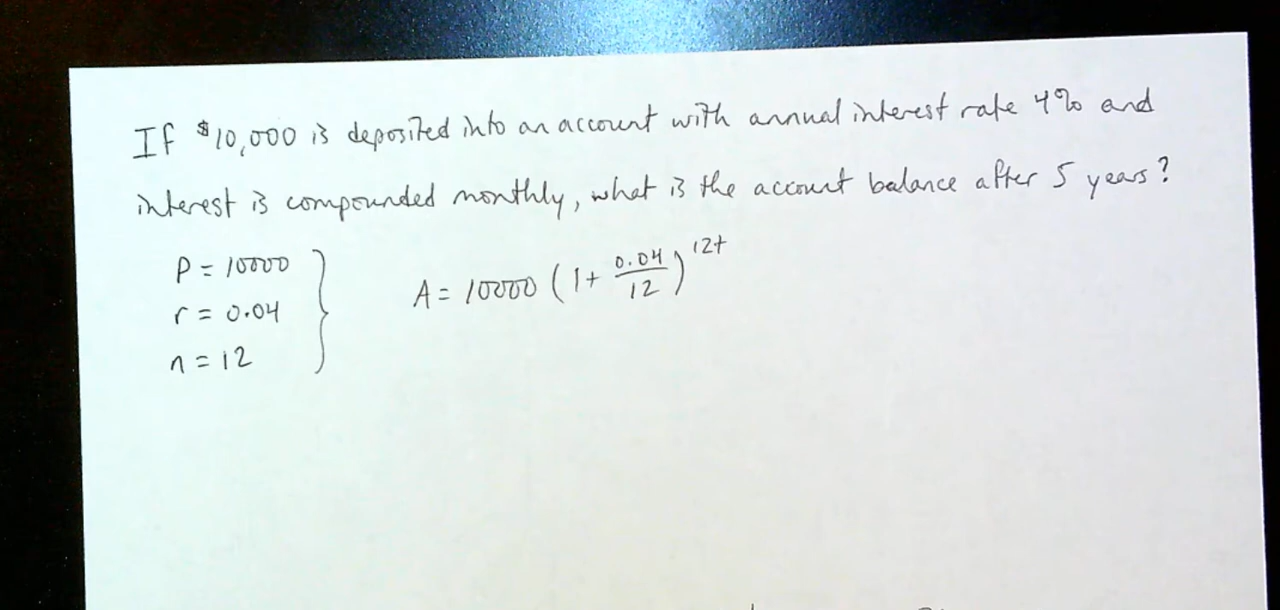 If $10,000 is deposited into an account with annual interest rate 4% and
interest is compounded monthly, what is the account balance after 5 years?
P = 10000
r = 0.04
n = 12
A = 10000 (1 + 0.04/12)^12t